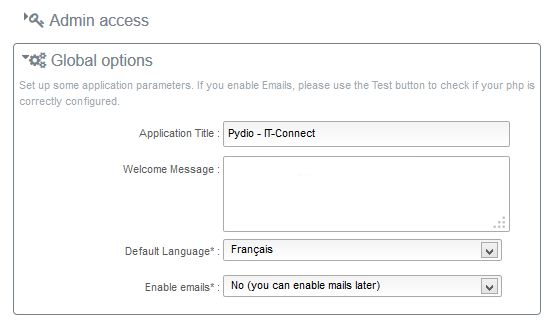 Admin access
Global options
Set up some application parameters. If you enable Emails, please use the Test button to check if your php is
correctly configured.
Application Title : Pydio - IT-Connect
Welcome Message :
Default Language* : Français
Enable emails* : No (you can enable mails later)